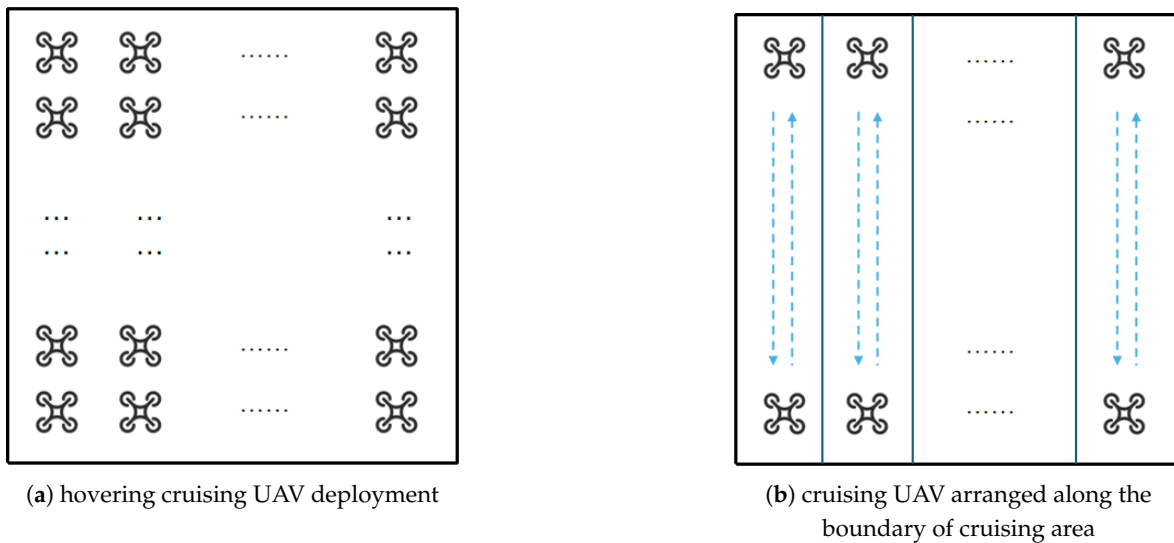 (a) hovering cruising UAV deployment
(b) cruising UAV arranged along the
boundary of cruising area